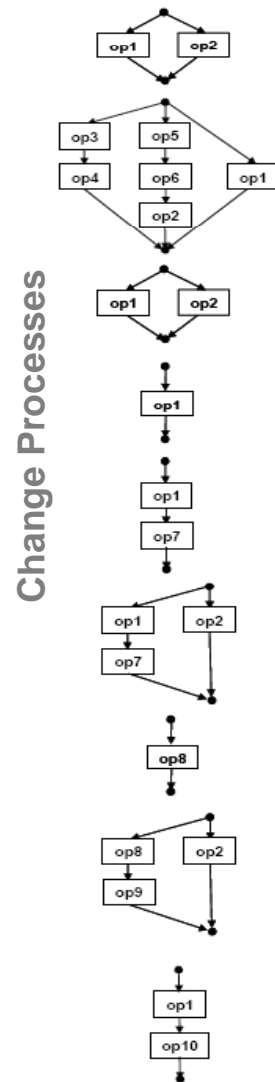 Change Processes
op1 op2
op3 op5
op4 op6 op1
op2
op1 op2
op1
op1
op7
op1 op2
op7
op8
op8 op2
op9
op1
op10